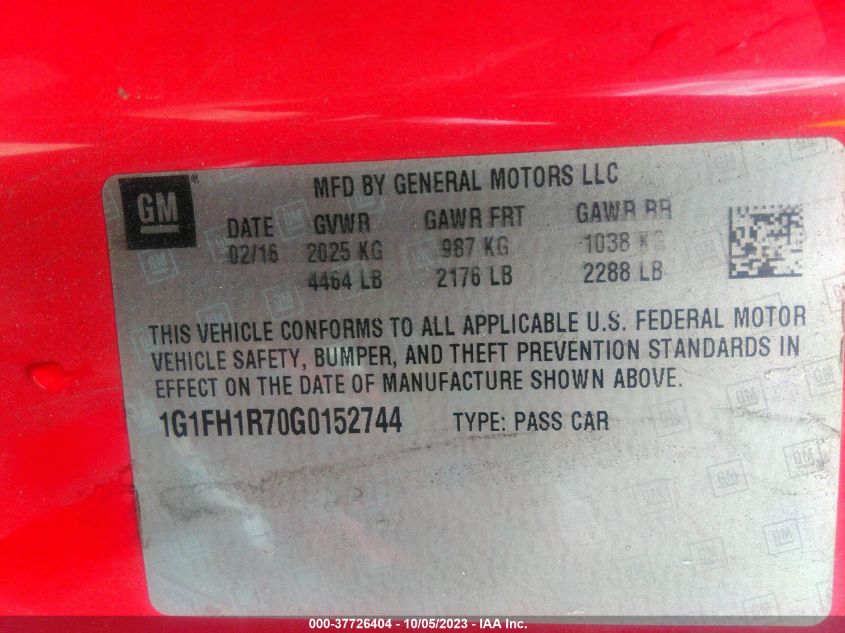 GM
MFD BY GENERAL MOTORS LLC
DATE GVWR GAWR FRT GAWR RR
02/16 2025 KG 987 KG 1038 KG
4464 LB 2176 LB 2288 LB
THIS VEHICLE CONFORMS TO ALL APPLICABLE U.S. FEDERAL MOTOR
VEHICLE SAFETY, BUMPER, AND THEFT PREVENTION STANDARDS IN
EFFECT ON THE DATE OF MANUFACTURE SHOWN ABOVE.
1G1FH1R70G0152744 TYPE: PASS CAR
000-37726404 - 10/05/2023 - IAA Inc.